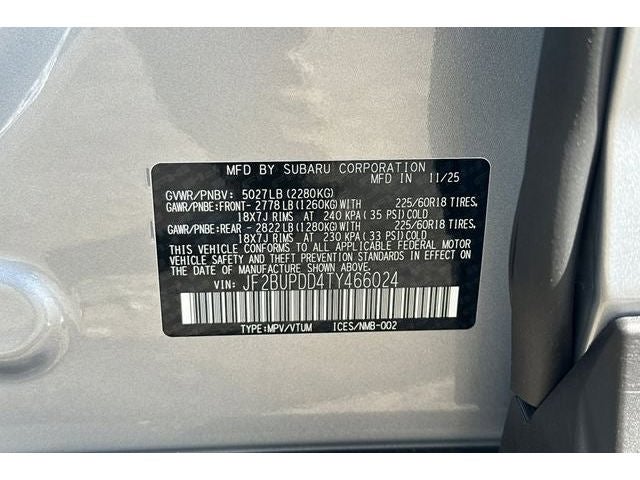 MFD BY SUBARU CORPORATION
MFD IN 11/25
GVWR/PNBV: 5027LB (2280KG)
GAWR/PNBE:FRONT- 2778LB(1260KG)WITH 225/60R18 TIRES,
18X7J RIMS AT 240 KPA (35 PSI)COLD
GAWR/PNBE:REAR - 2822LB(1280KG)WITH 225/60R18 TIRES,
18X7J RIMS AT 230 KPA (33 PSI)COLD
THIS VEHICLE CONFORMS TO ALL APPLICABLE FEDERAL MOTOR
VEHICLE SAFETY, BUMPER, AND THEFT PREVENTION
STANDARDS IN EFFECT ON THE DATE OF MANUFACTURE
SHOWN ABOVE.
VIN: JF2BUPDD4TY466024
TYPE:MPV/VTUM ICES/NMB-002